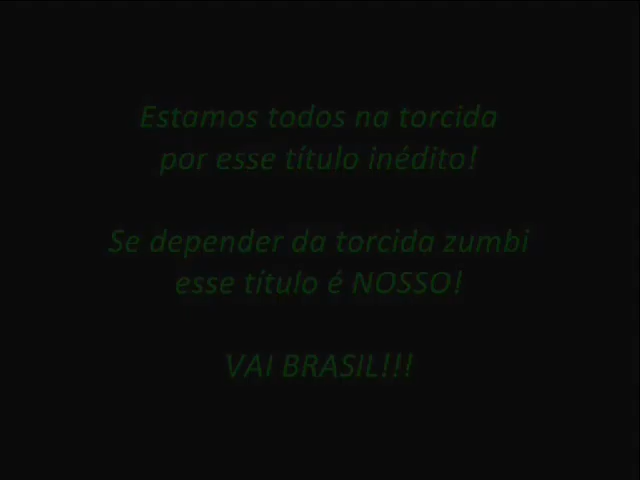 Estamos todos na torcida
por esse título inédito!
Se depender da torcida zumbi
esse título é NOSSO!
VAI BRASIL!!!